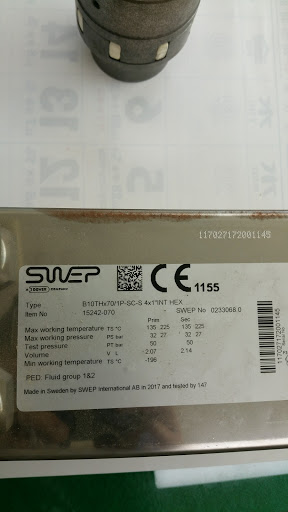 117027172001145
SWEP
A DOVER COMPANY
CE 1155
Type B10THx70/1P-SC-S 4x1"INT HEX
Item No 15242-070 SWEP No 0233068.0
Prim Sec
Max working temperature TS °C 135 225 135 225
Max working pressure PS bar 32 27 32 27
Test pressure PT bar 50 50
Volume V L 2.07 2.14
Min working temperature TS °C -196
PED: Fluid group 1&2
Made in Sweden by SWEP International AB in 2017 and tested by 147
117027172001145